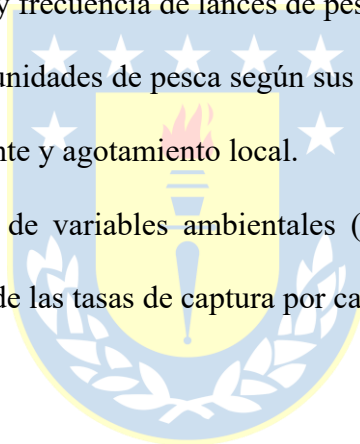 y frecuencia de lances de pes
unidades de pesca según sus
nte y agotamiento local.
de variables ambientales (
de las tasas de captura por ca